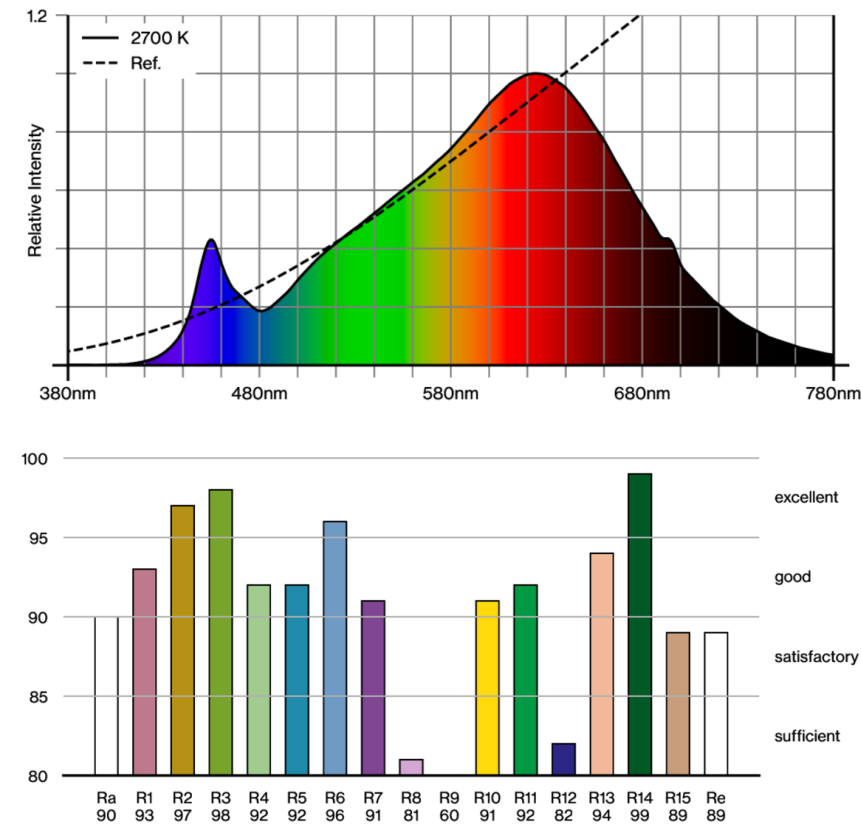 1.2
2700 K
Ref.
Relative Intensity
380nm 480nm 580nm 680nm 780nm
100
excellent
95
good
90
satisfactory
85
sufficient
80
Ra R1 R2 R3 R4 R5 R6 R7 R8 R9 R10 R11 R12 R13 R14 R15 Re
90 93 97 98 92 92 96 91 81 60 91 92 82 94 99 89 89